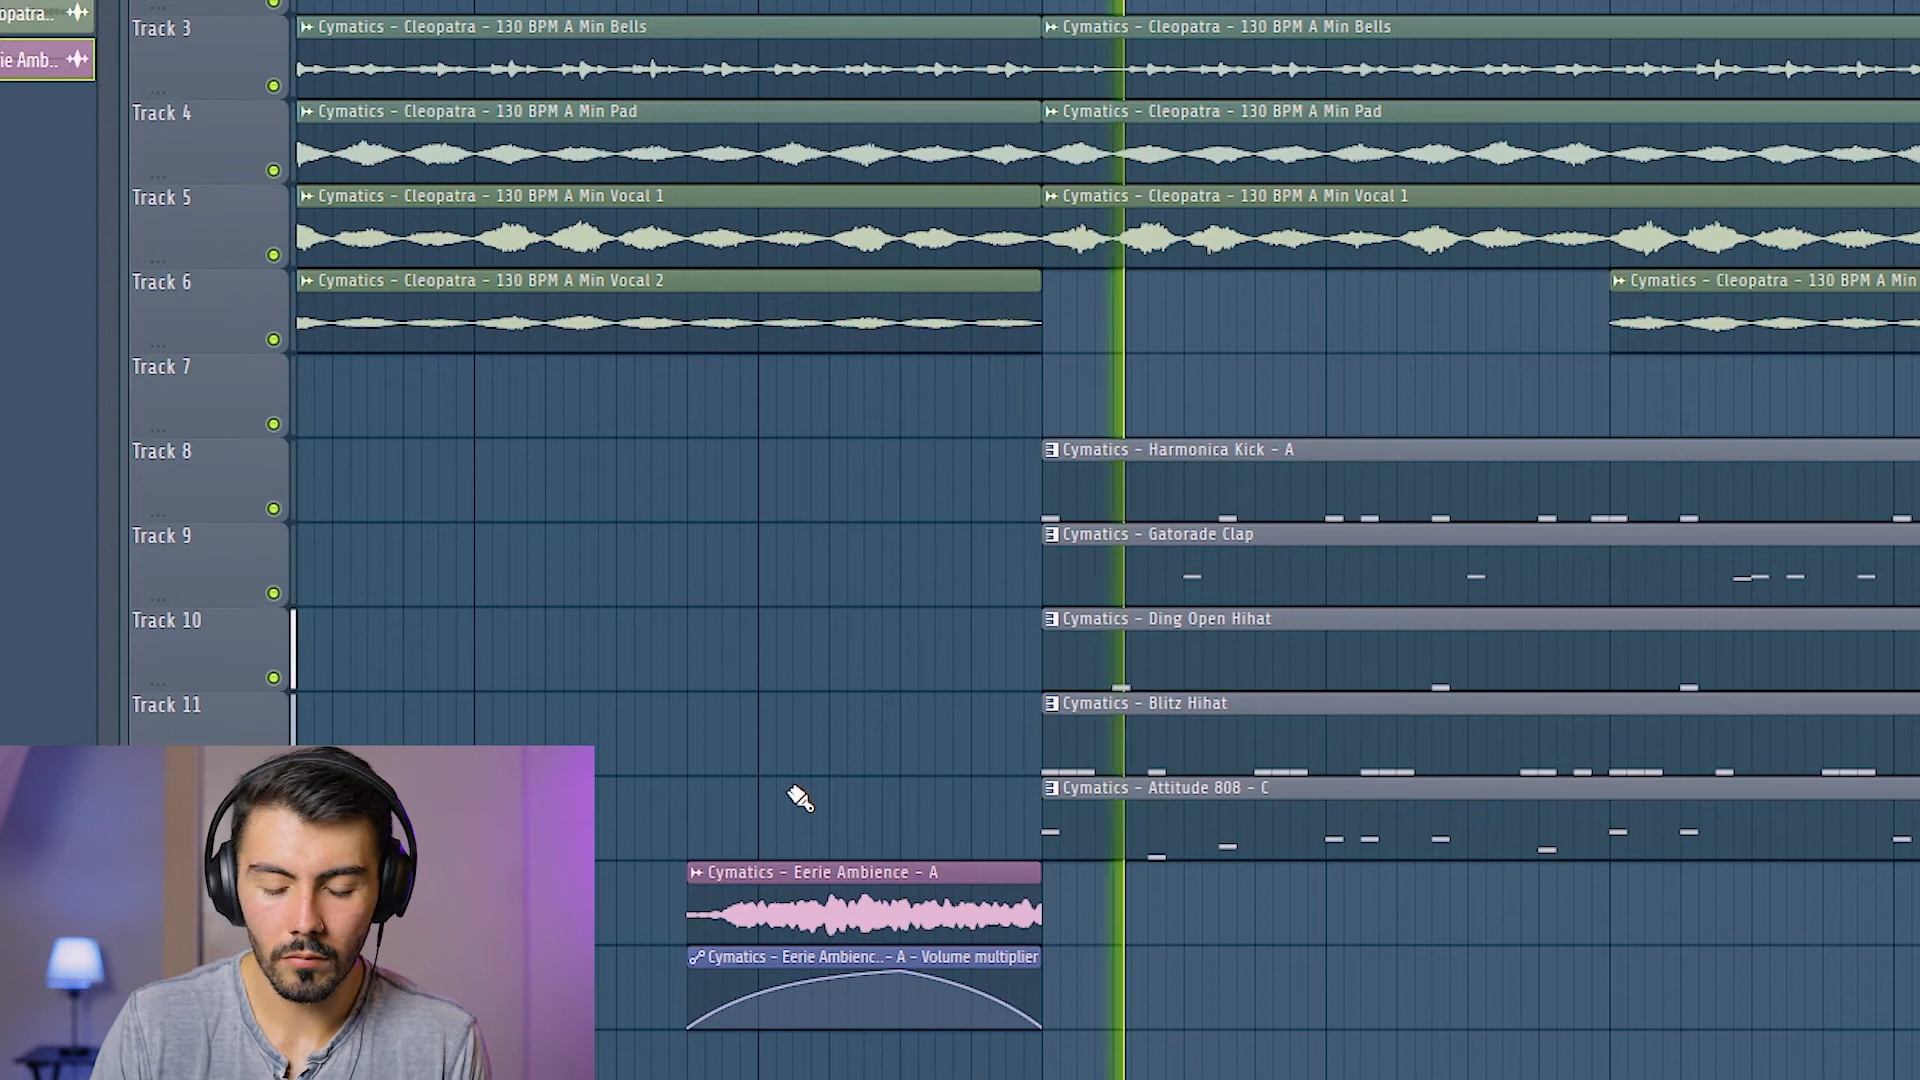 opatra..
ie Amb..
Track 3
Cymatics - Cleopatra - 130 BPM A Min Bells
Cymatics - Cleopatra - 130 BPM A Min Bells
Track 4
Cymatics - Cleopatra - 130 BPM A Min Pad
Cymatics - Cleopatra - 130 BPM A Min Pad
Track 5
Cymatics - Cleopatra - 130 BPM A Min Vocal 1
Cymatics - Cleopatra - 130 BPM A Min Vocal 1
Track 6
Cymatics - Cleopatra - 130 BPM A Min Vocal 2
Cymatics - Cleopatra - 130 BPM A Min
Track 7
Track 8
Cymatics - Harmonica Kick - A
Track 9
Cymatics - Gatorade Clap
Track 10
Cymatics - Ding Open Hihat
Track 11
Cymatics - Blitz Hihat
Cymatics - Attitude 808 - C
Cymatics - Eerie Ambience - A
Cymatics - Eerie Ambienc..- A - Volume multiplier